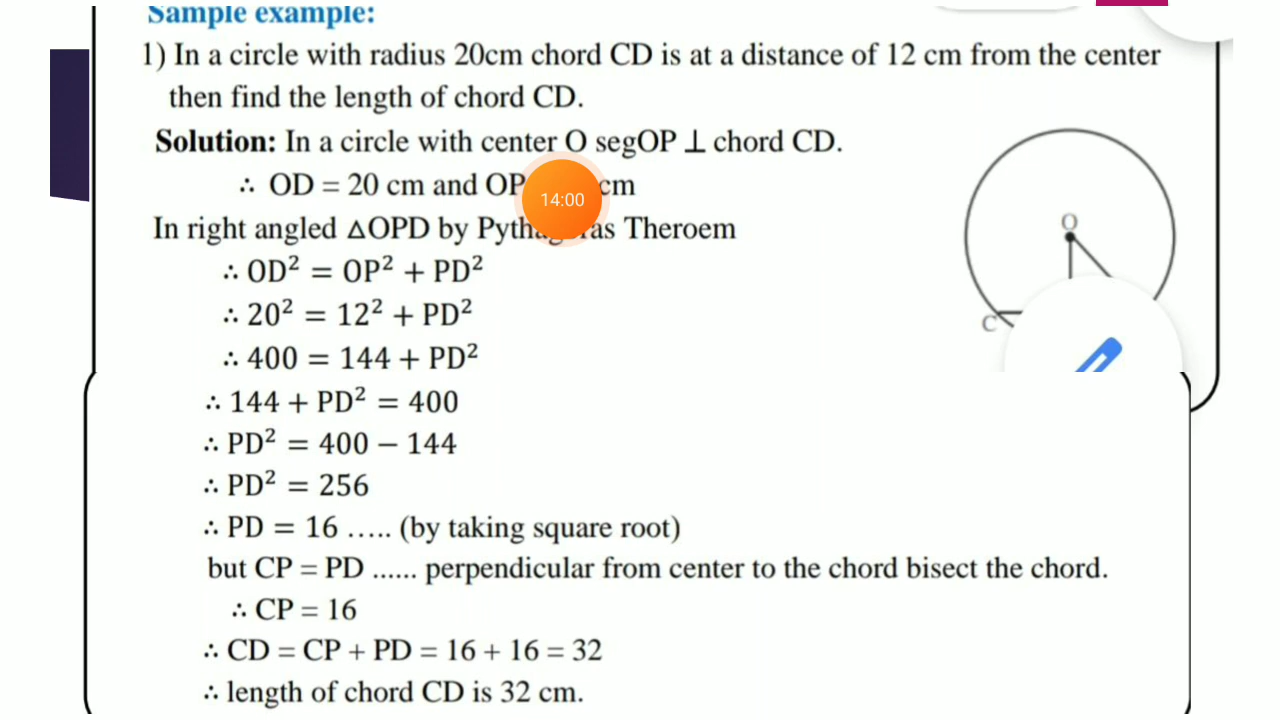 Sample example:
1) In a circle with radius 20cm chord CD is at a distance of 12 cm from the center
then find the length of chord CD.
Solution: In a circle with center O segOP ⊥ chord CD.
∴ OD = 20 cm and OP cm
14:00
In right angled △OPD by Theroem
∴ OD² = OP² + PD²
∴ 20² = 12² + PD²
∴ 400 = 144 + PD²
∴ 144 + PD² = 400
∴ PD² = 400 − 144
∴ PD² = 256
∴ PD = 16 ..... (by taking square root)
but CP = PD ...... perpendicular from center to the chord bisect the chord.
∴ CP = 16
∴ CD = CP + PD = 16 + 16 = 32
∴ length of chord CD is 32 cm.
O
C